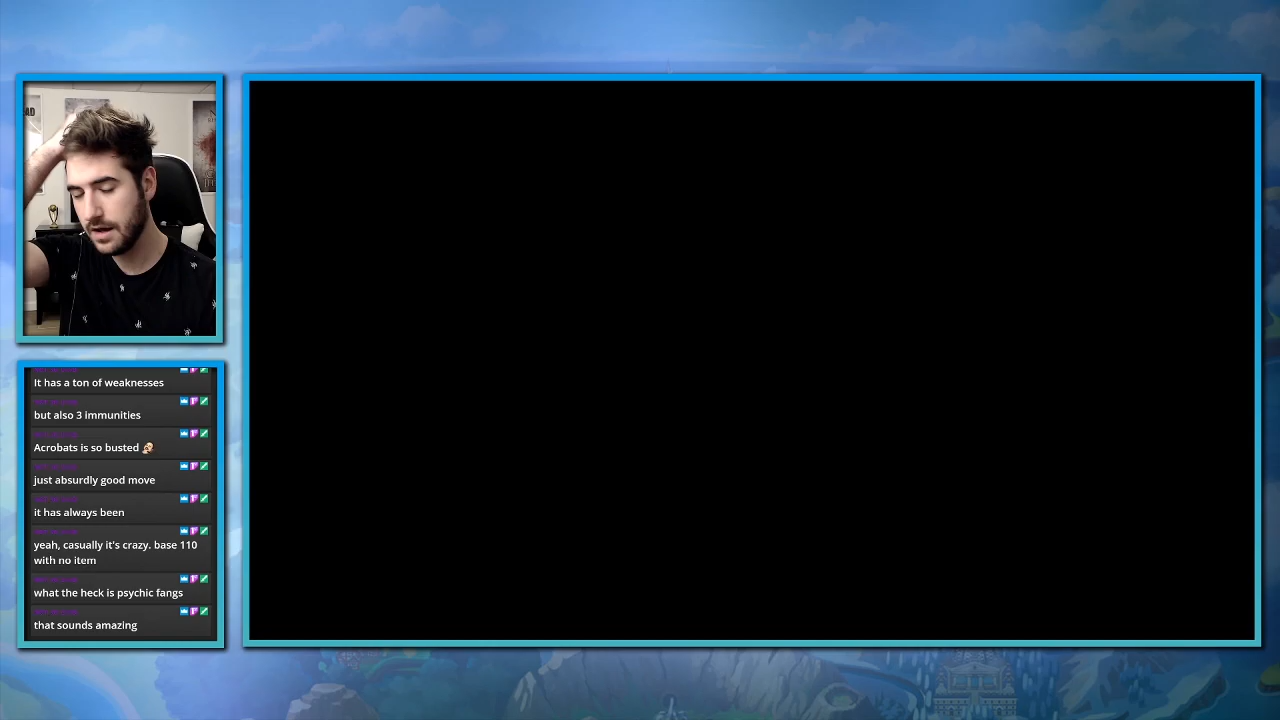 AD
It has a ton of weaknesses
but also 3 immunities
Acrobats is so busted
just absurdly good move
it has always been
yeah, casually it's crazy. base 110
with no item
what the heck is psychic fangs
that sounds amazing